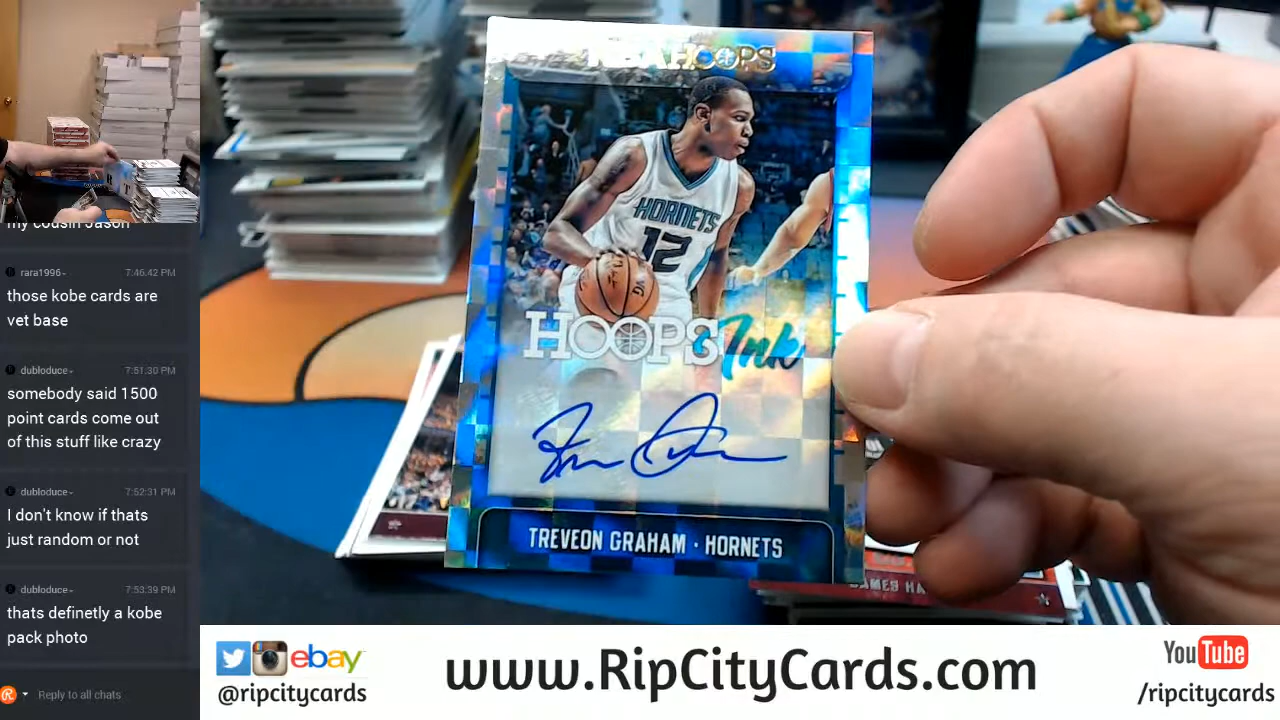 my cousin Jason
rara1996- 7:46:42 PM
those kobe cards are
vet base
dubloduce- 7:51:30 PM
somebody said 1500
point cards come out
of this stuff like crazy
dubloduce- 7:52:31 PM
I don't know if thats
just random or not
dubloduce- 7:53:39 PM
thats definetly a kobe
pack photo
Reply to all chats...
NBA HOOPS
HORNETS
12
HOOPS Ink
TREVEON GRAHAM · HORNETS
ebay
@ripcitycards
www.RipCityCards.com
YouTube
/ripcitycards